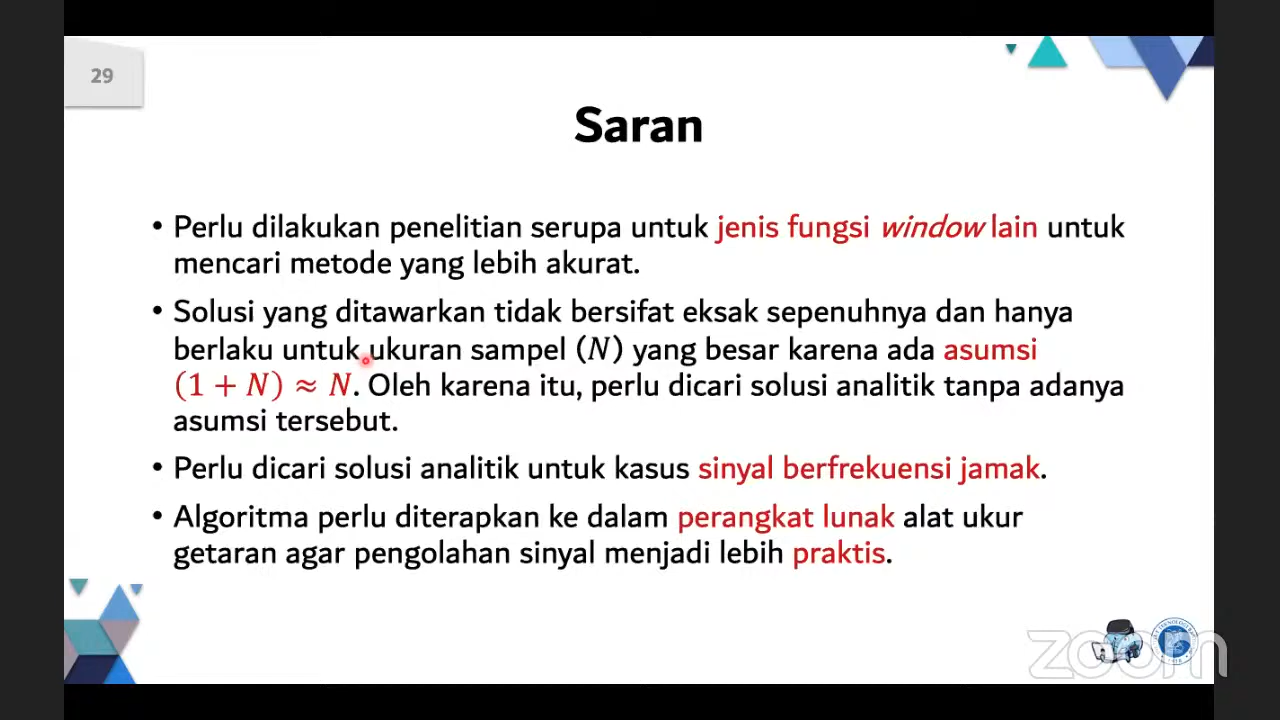 29
Saran
• Perlu dilakukan penelitian serupa untuk jenis fungsi window lain untuk
mencari metode yang lebih akurat.
• Solusi yang ditawarkan tidak bersifat eksak sepenuhnya dan hanya
berlaku untuk ukuran sampel (N) yang besar karena ada asumsi
(1 + N) ≈ N. Oleh karena itu, perlu dicari solusi analitik tanpa adanya
asumsi tersebut.
• Perlu dicari solusi analitik untuk kasus sinyal berfrekuensi jamak.
• Algoritma perlu diterapkan ke dalam perangkat lunak alat ukur
getaran agar pengolahan sinyal menjadi lebih praktis.
zoom